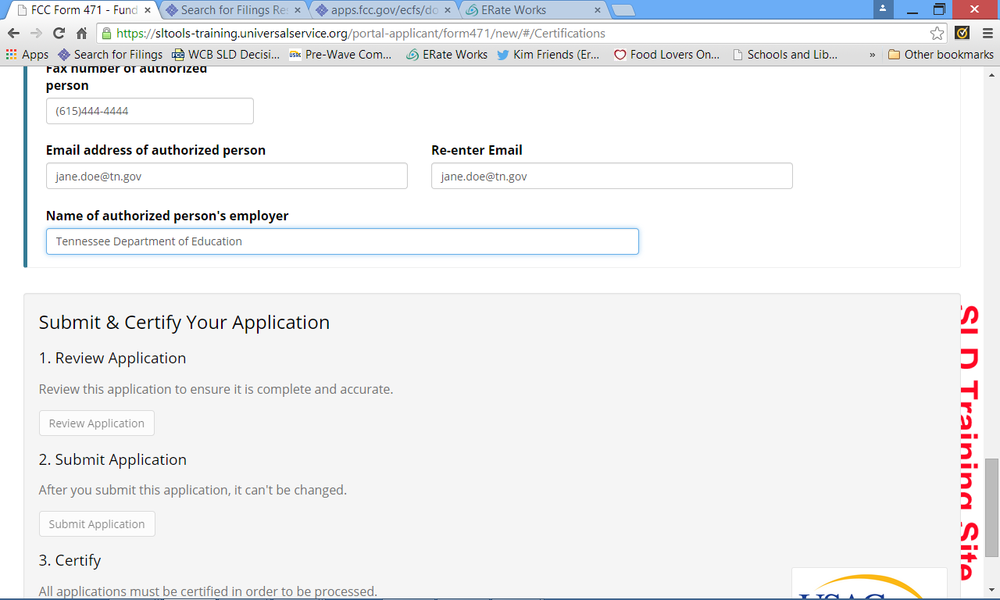 FCC Form 471 - Fund
Search for Filings Re
apps.fcc.gov/ecfs/do
ERate Works
https://sltools-training.universalservice.org/portal-applicant/form471/new/#/Certifications
Apps
Search for Filings
WCB SLD Decisi...
Pre-Wave Com...
ERate Works
Kim Friends (Er...
Food Lovers On...
Schools and Lib...
»
Other bookmarks
Fax number of authorized
person
(615)444-4444
Email address of authorized person
Re-enter Email
jane.doe@tn.gov
jane.doe@tn.gov
Name of authorized person's employer
Tennessee Department of Education
Submit & Certify Your Application
1. Review Application
Review this application to ensure it is complete and accurate.
Review Application
2. Submit Application
After you submit this application, it can't be changed.
Submit Application
3. Certify
All applications must be certified in order to be processed.
SLD Training Site
USAC